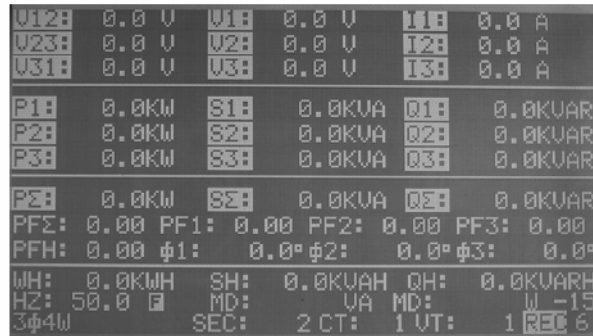 V12: 0.0 V V1: 0.0 V I1: 0.0 A
V23: 0.0 V V2: 0.0 V I2: 0.0 A
V31: 0.0 V V3: 0.0 V I3: 0.0 A
P1: 0.0KW S1: 0.0KVA Q1: 0.0KVAR
P2: 0.0KW S2: 0.0KVA Q2: 0.0KVAR
P3: 0.0KW S3: 0.0KVA Q3: 0.0KVAR
PΣ: 0.0KW SΣ: 0.0KVA QΣ: 0.0KVAR
PFΣ: 0.00 PF1: 0.00 PF2: 0.00 PF3: 0.00
PFH: 0.00 ϕ1: 0.0° ϕ2: 0.0° ϕ3: 0.0°
WH: 0.0KWH SH: 0.0KVAH QH: 0.0KVARH
HZ: 50.0 F MD: VA MD: W -15
3ϕ4W SEC: 2 CT: 1 VT: 1 REC 6